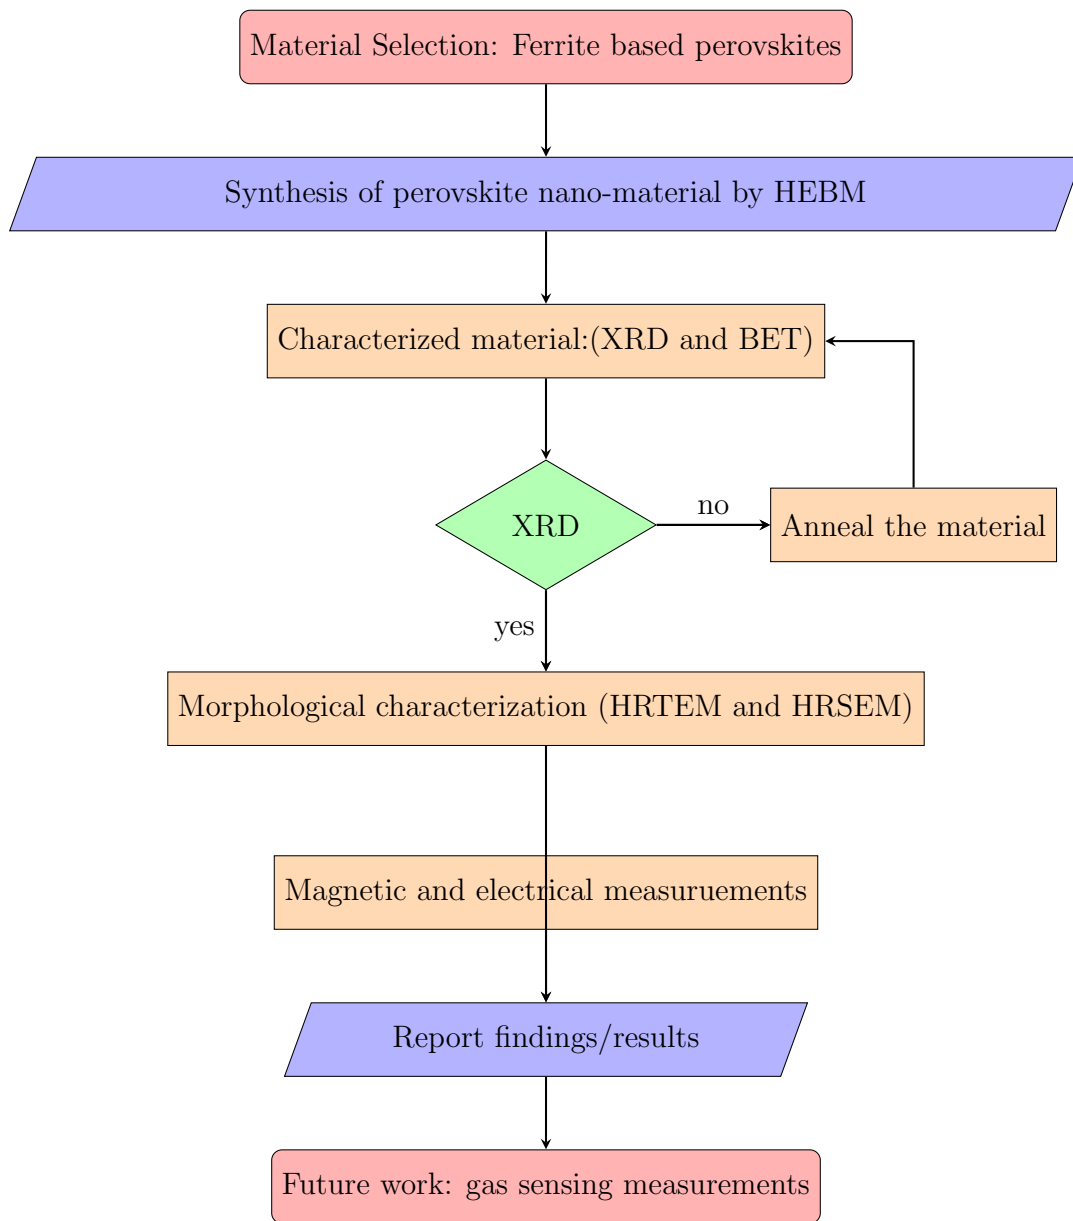 Material Selection: Ferrite based perovskites
Synthesis of perovskite nano-material by HEBM
Characterized material:(XRD and BET)
XRD
no
Anneal the material
yes
Morphological characterization (HRTEM and HRSEM)
Magnetic and electrical measuruements
Report findings/results
Future work: gas sensing measurements